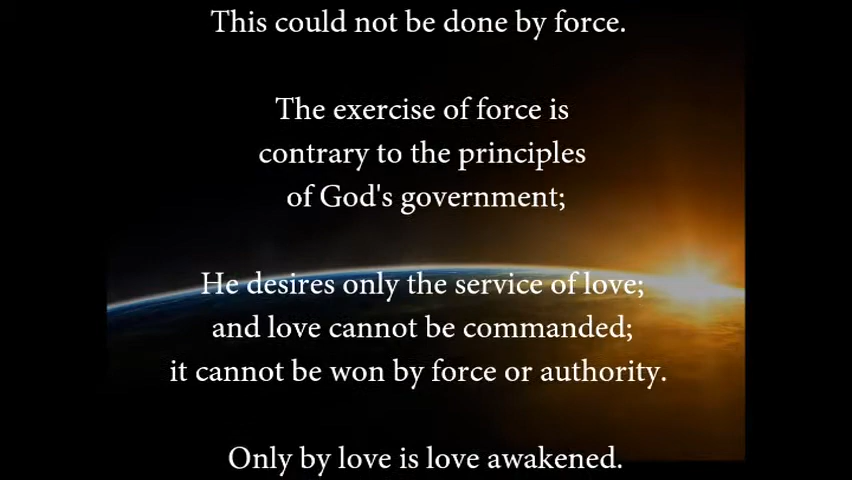 This could not be done by force.
The exercise of force is
contrary to the principles
of God's government;
He desires only the service of love;
and love cannot be commanded;
it cannot be won by force or authority.
Only by love is love awakened.